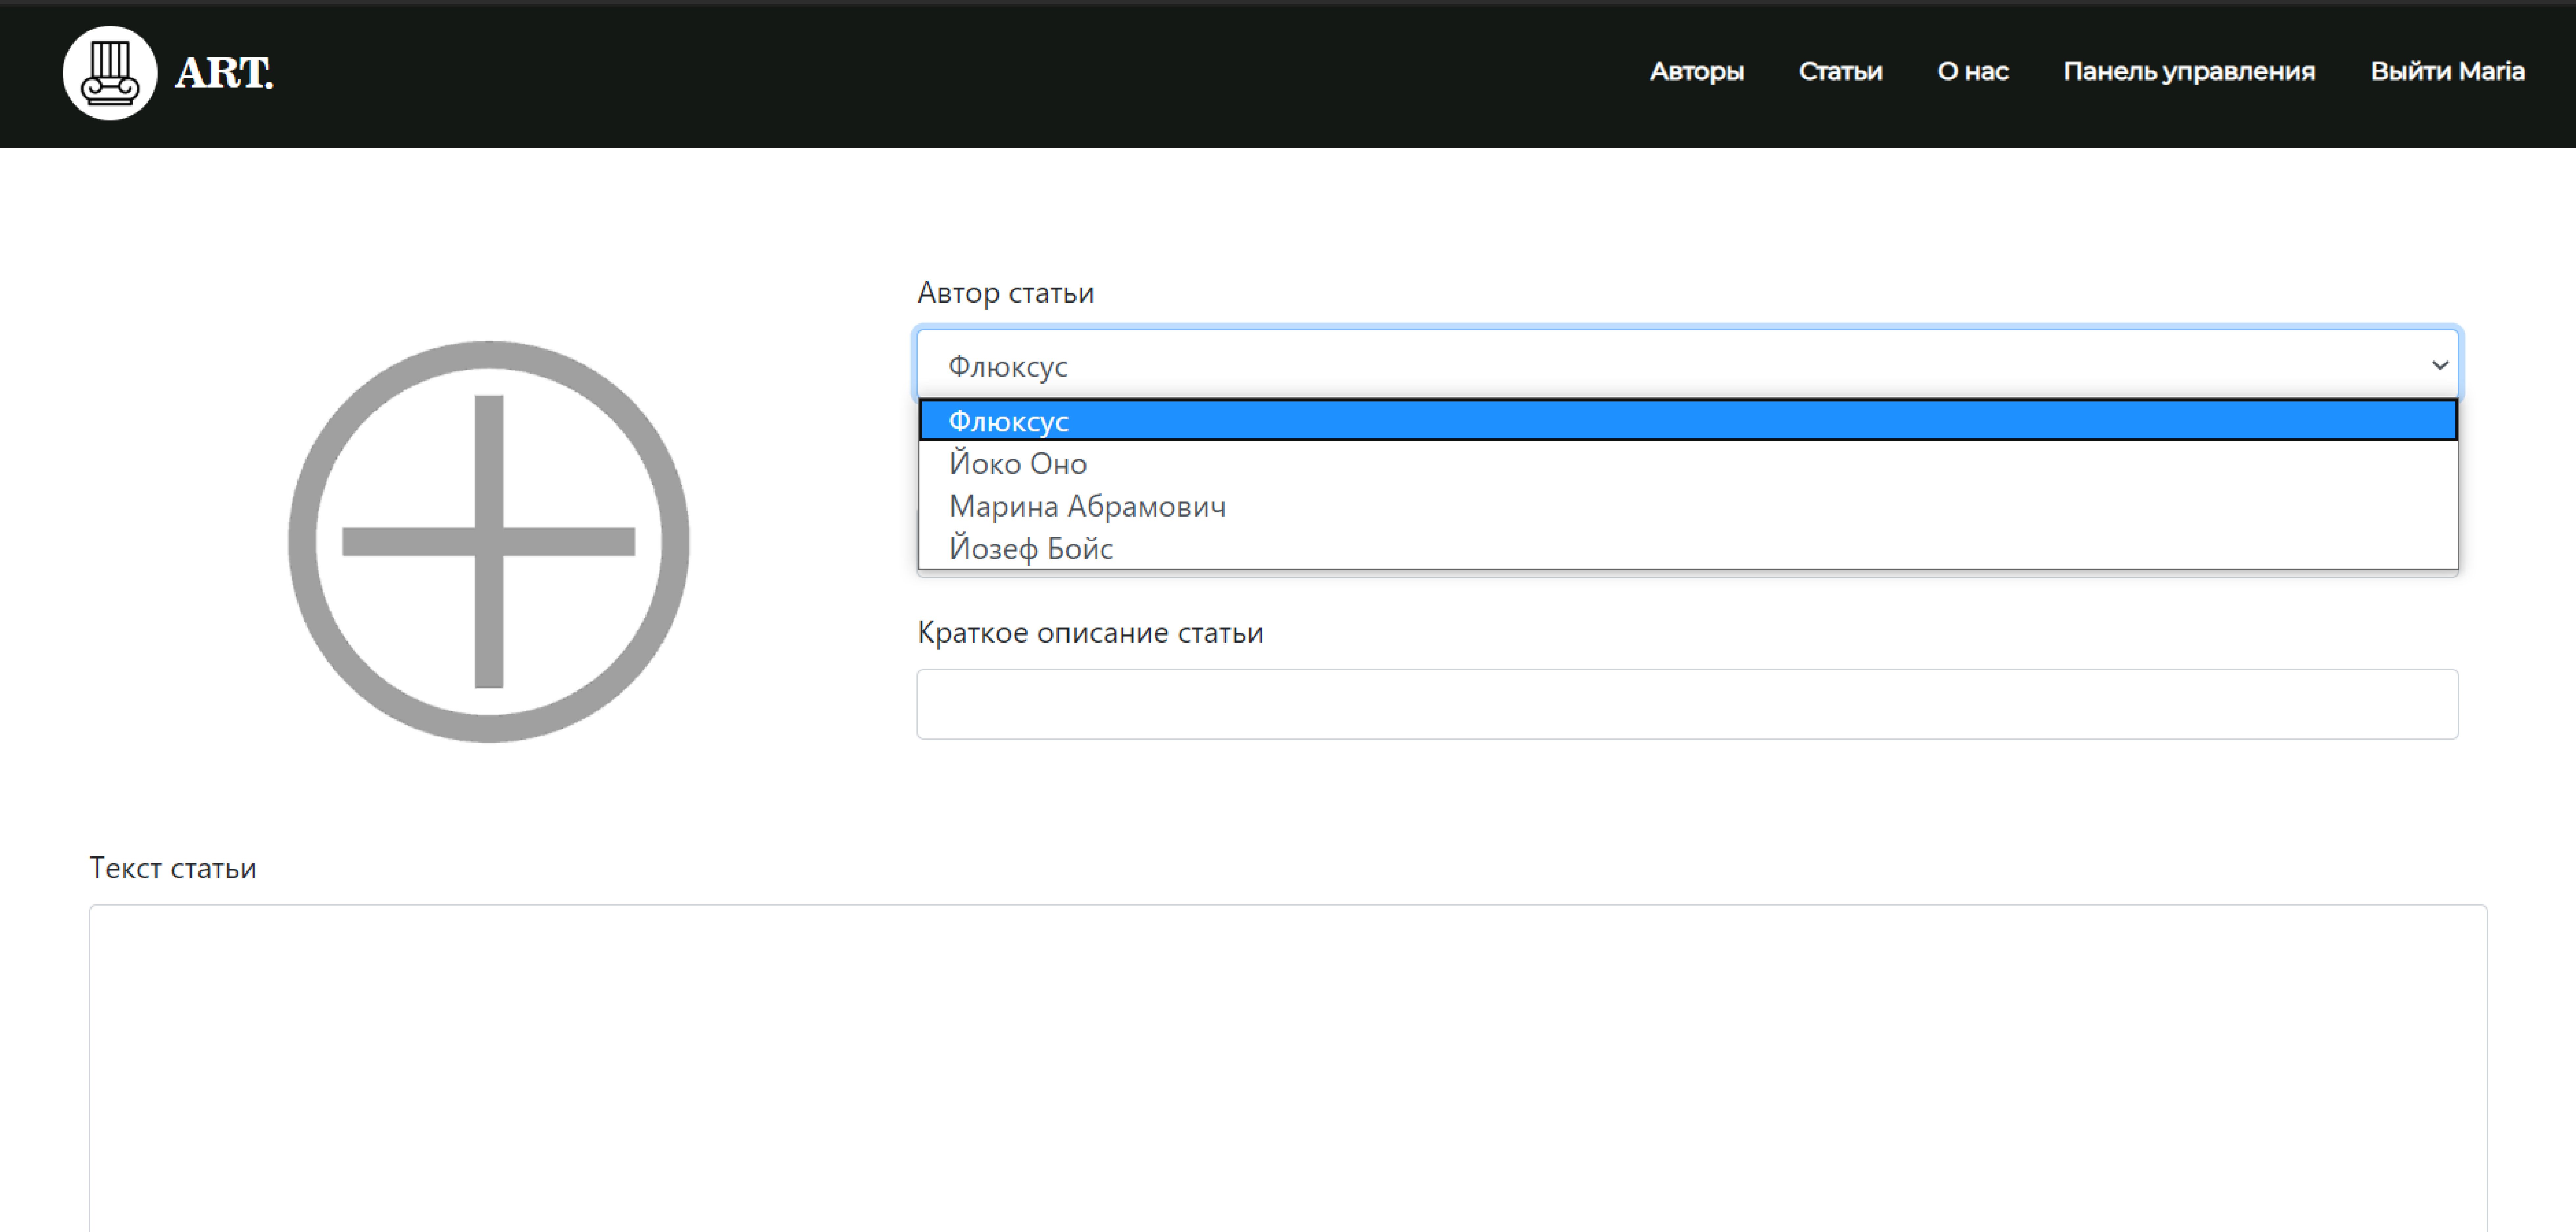 ART.
Авторы Статьи О нас Панель управления Выйти Maria
Автор статьи
Флюксус
Флюксус
Йоко Оно
Марина Абрамович
Йозеф Бойс
Краткое описание статьи
Текст статьи